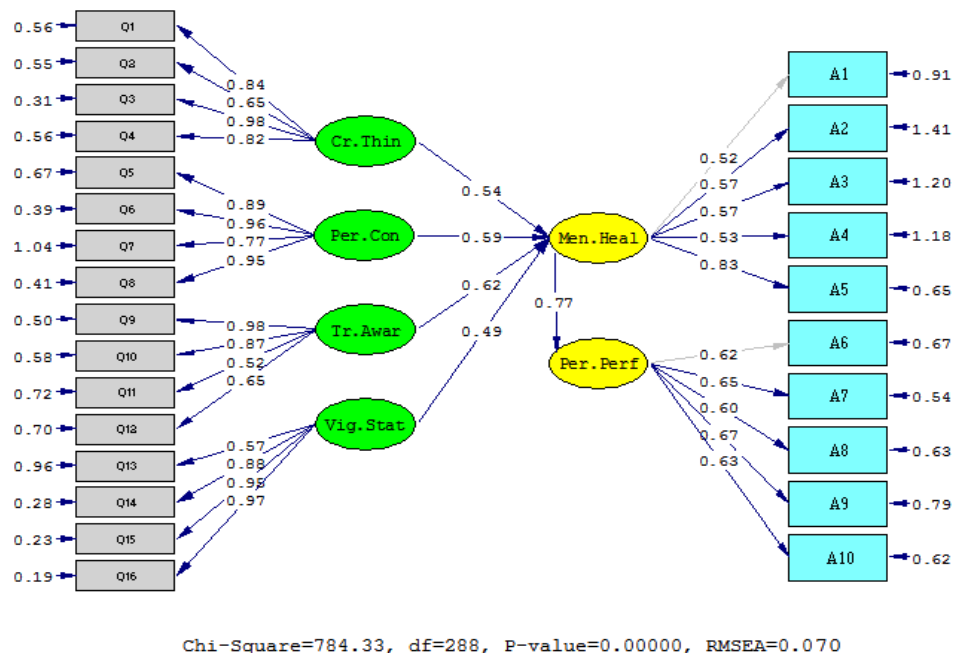 0.56 Q1
0.55 Q2
0.31 Q3
0.56 Q4
0.67 Q5
0.39 Q6
1.04 Q7
0.41 Q8
0.50 Q9
0.58 Q10
0.72 Q11
0.70 Q12
0.96 Q13
0.28 Q14
0.23 Q15
0.19 Q16
0.84
0.65
0.98
0.82
0.89
0.96
0.77
0.95
0.98
0.87
0.52
0.65
0.57
0.88
0.97
Cr.Thin
Per.Con
Tr.Awar
Vig.Stat
0.54
0.59
0.62
0.49
Men.Heal
0.77
Per.Perf
0.52
0.57
0.57
0.53
0.83
0.62
0.65
0.60
0.67
0.63
A1 0.91
A2 1.41
A3 1.20
A4 1.18
A5 0.65
A6 0.67
A7 0.54
A8 0.63
A9 0.79
A10 0.62
Chi-Square=784.33, df=288, P-value=0.00000, RMSEA=0.070